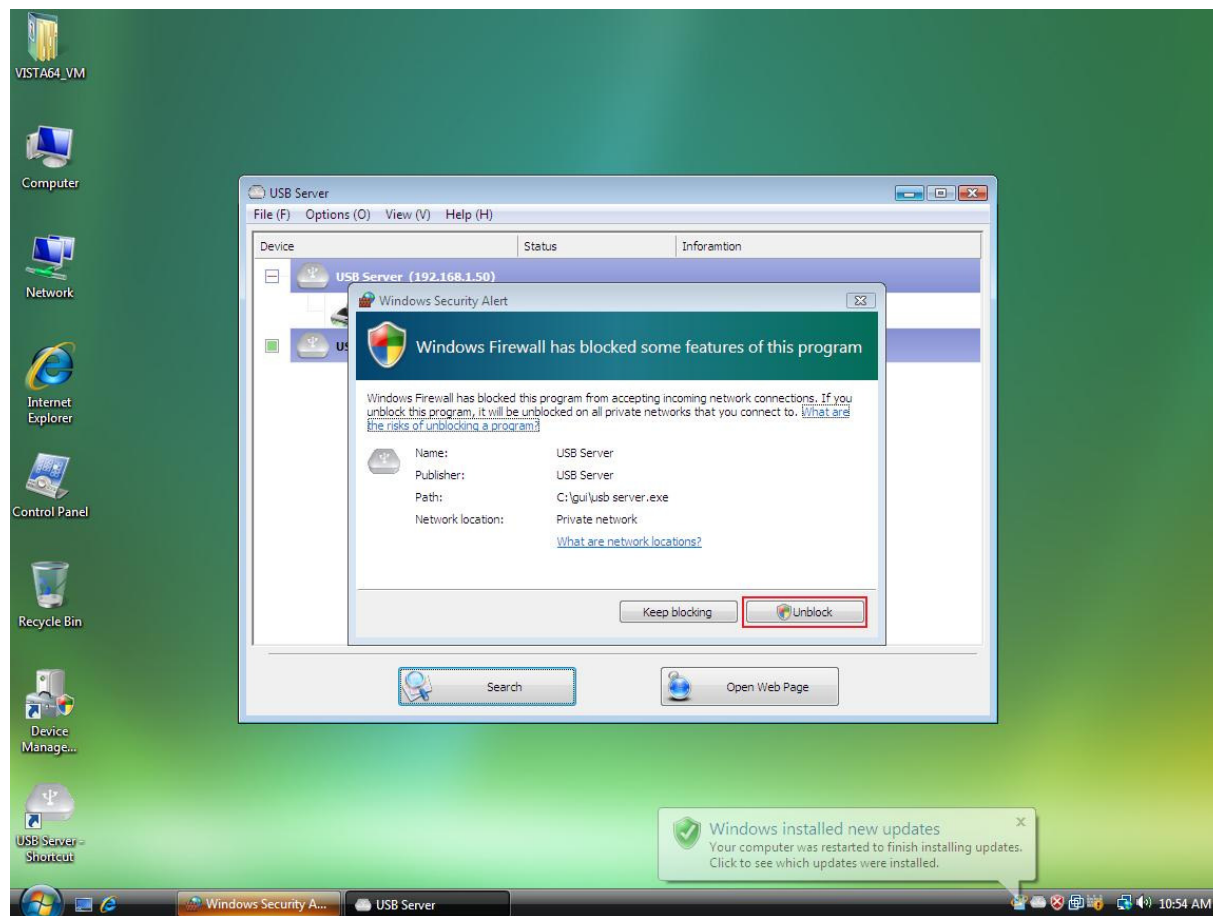 VISTA64_VM
Computer
Network
Internet
Explorer
Control Panel
Recycle Bin
Device
Manage...
USB Server -
Shortcut
USB Server
File (F) Options (O) View (V) Help (H)
Device Status Inforamtion
USB Server (192.168.1.50)
Windows Security Alert
Windows Firewall has blocked some features of this program
Windows Firewall has blocked this program from accepting incoming network connections. If you
unblock this program, it will be unblocked on all private networks that you connect to. What are
the risks of unblocking a program?
Name: USB Server
Publisher: USB Server
Path: C:\gui\usb server.exe
Network location: Private network
What are network locations?
Keep blocking Unblock
Search Open Web Page
Windows installed new updates
Your computer was restarted to finish installing updates.
Click to see which updates were installed.
Windows Security A... USB Server 10:54 AM